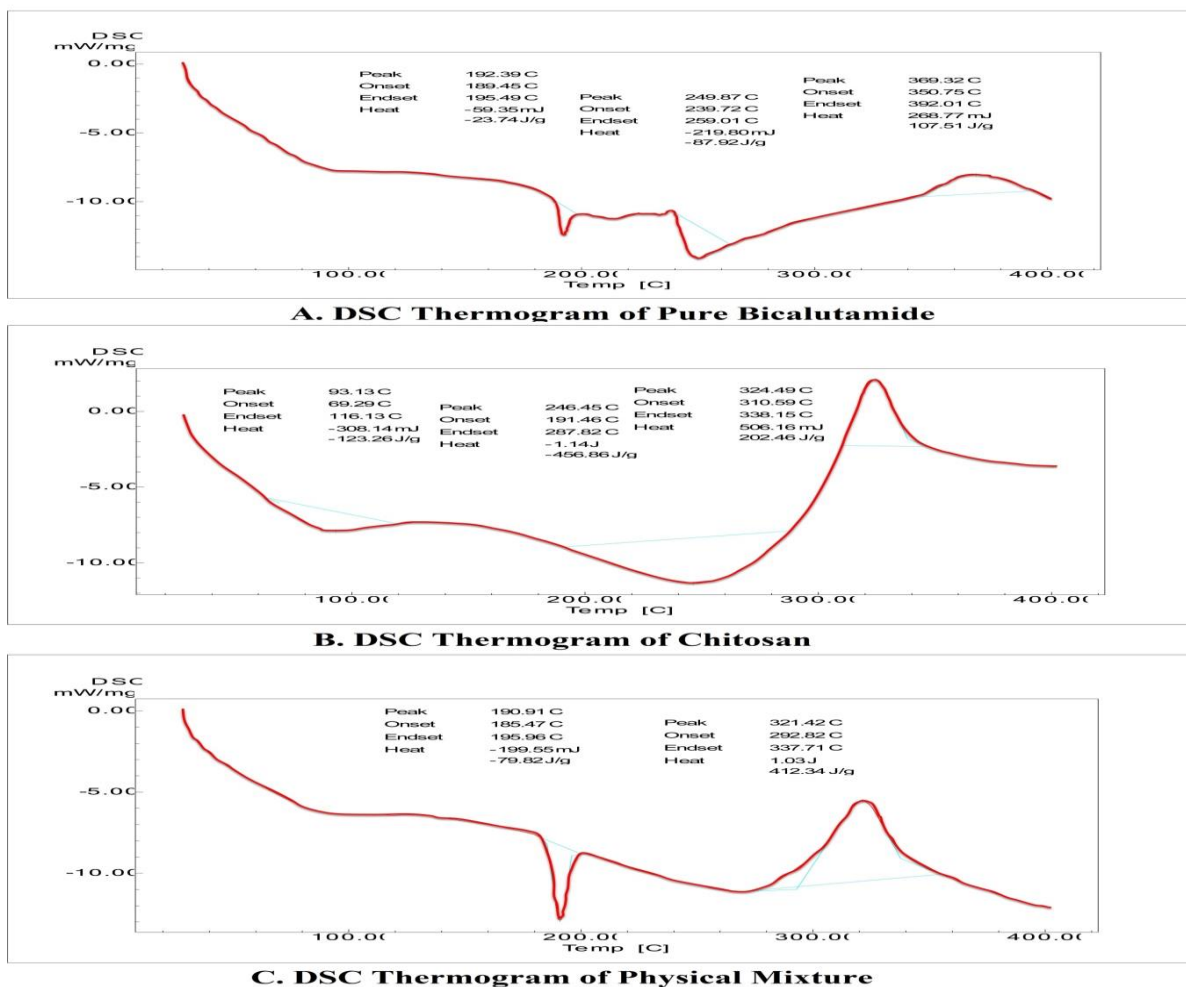 DSC
mW/mg
0.00
-5.00
-10.00
Peak 192.39 C
Onset 189.45 C
Endset 195.49 C
Heat -59.35 mJ
-23.74 J/g
Peak 249.87 C
Onset 239.72 C
Endset 259.01 C
Heat -219.80 mJ
-87.92 J/g
Peak 369.32 C
Onset 350.75 C
Endset 392.01 C
Heat 268.77 mJ
107.51 J/g
100.00 200.00 300.00 400.00
Temp [C]
A. DSC Thermogram of Pure Bicalutamide
DSC
mW/mg
0.00
-5.00
-10.00
Peak 93.13 C
Onset 69.29 C
Endset 116.13 C
Heat -308.14 mJ
-123.26 J/g
Peak 246.45 C
Onset 191.46 C
Endset 287.82 C
Heat -1.14 J
-456.86 J/g
Peak 324.49 C
Onset 310.59 C
Endset 338.15 C
Heat 506.16 mJ
202.46 J/g
100.00 200.00 300.00 400.00
Temp [C]
B. DSC Thermogram of Chitosan
DSC
mW/mg
0.00
-5.00
-10.00
Peak 190.91 C
Onset 185.47 C
Endset 195.96 C
Heat -199.55 mJ
-79.82 J/g
Peak 321.42 C
Onset 292.82 C
Endset 337.71 C
Heat 1.03 J
412.34 J/g
100.00 200.00 300.00 400.00
Temp [C]
C. DSC Thermogram of Physical Mixture